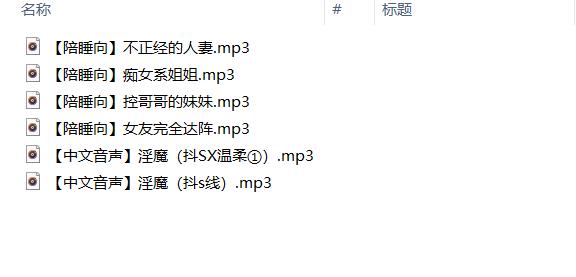 名称 # 标题
【陪睡向】不正经的人妻.mp3
【陪睡向】痴女系姐姐.mp3
【陪睡向】控哥哥的妹妹.mp3
【陪睡向】女友完全达阵.mp3
【中文音声】淫魔（抖SX温柔①）.mp3
【中文音声】淫魔（抖s线）.mp3